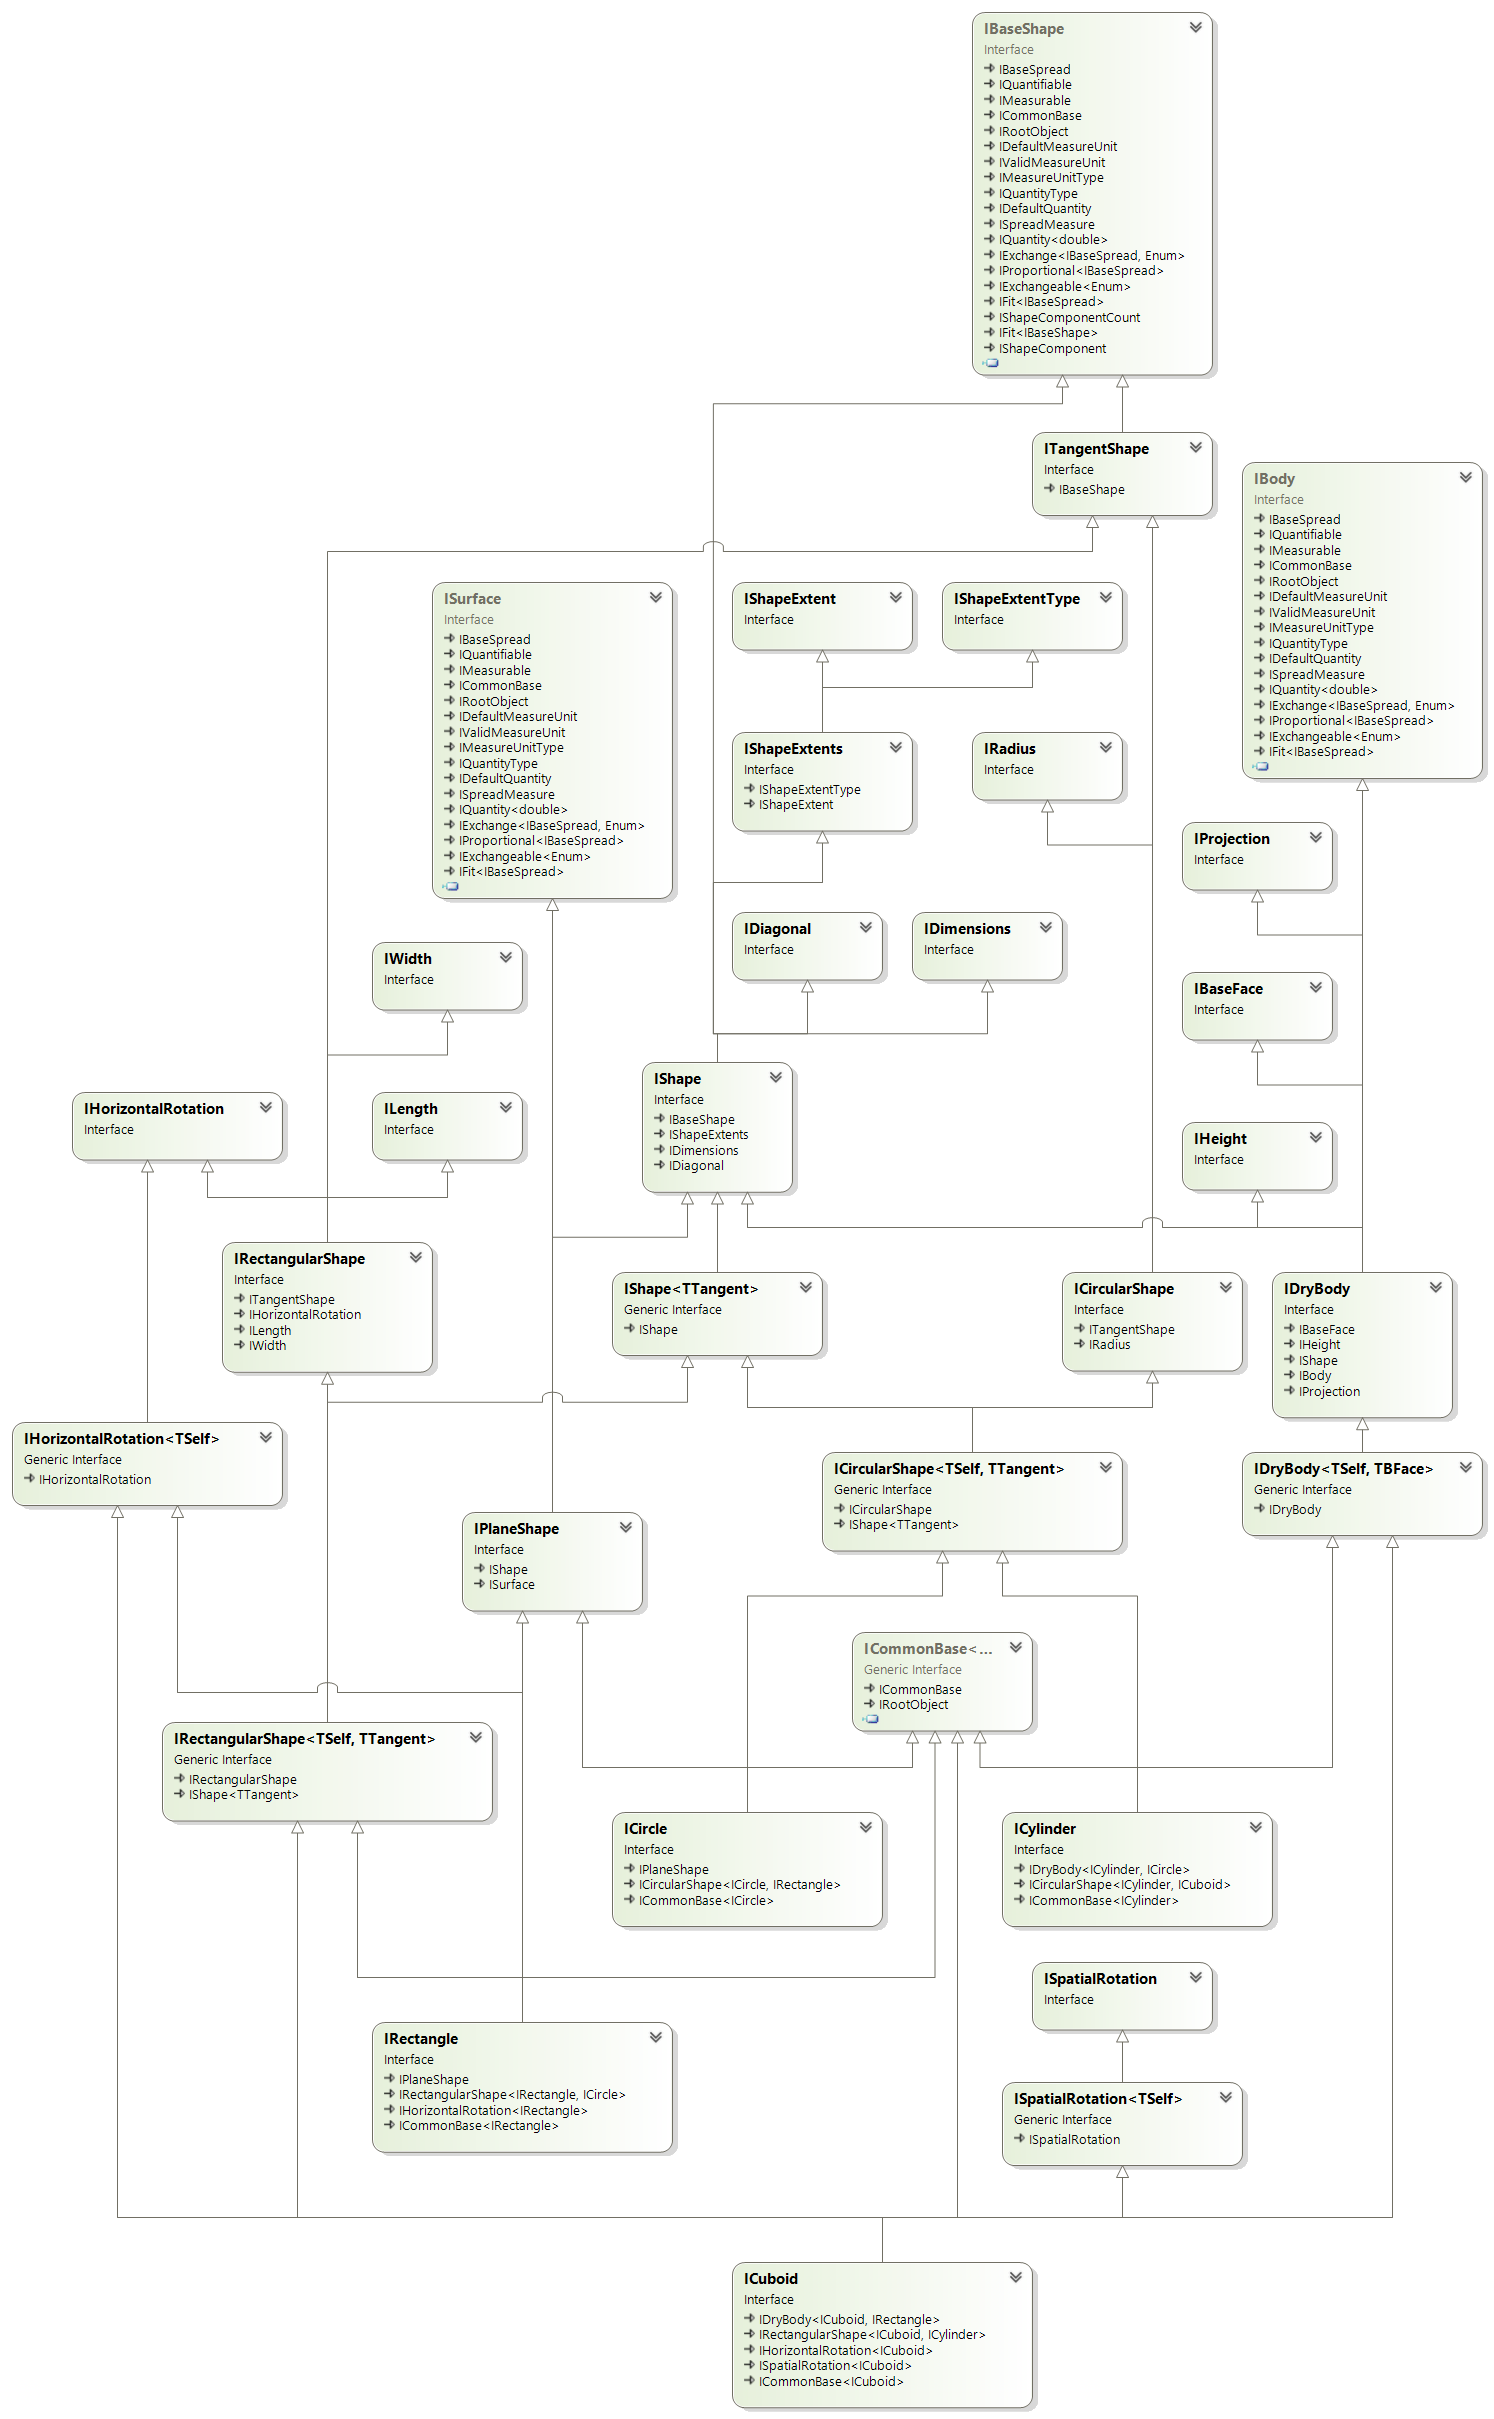 IBaseShape
Interface
IBaseSpread
IQuantifiable
IMeasurable
ICommonBase
IRootObject
IDefaultMeasureUnit
IValidMeasureUnit
IMeasureUnitType
IQuantityType
IDefaultQuantity
ISpreadMeasure
IQuantity<double>
IExchange<IBaseSpread, Enum>
IProportional<IBaseSpread>
IExchangeable<Enum>
IFit<IBaseSpread>
IShapeComponentCount
IFit<IBaseShape>
IShapeComponent
ITangentShape
Interface
IBaseShape
IBody
Interface
IBaseSpread
IQuantifiable
IMeasurable
ICommonBase
IRootObject
IDefaultMeasureUnit
IValidMeasureUnit
IMeasureUnitType
IQuantityType
IDefaultQuantity
ISpreadMeasure
IQuantity<double>
IExchange<IBaseSpread, Enum>
IProportional<IBaseSpread>
IExchangeable<Enum>
IFit<IBaseSpread>
ISurface
Interface
IBaseSpread
IQuantifiable
IMeasurable
ICommonBase
IRootObject
IDefaultMeasureUnit
IValidMeasureUnit
IMeasureUnitType
IQuantityType
IDefaultQuantity
ISpreadMeasure
IQuantity<double>
IExchange<IBaseSpread, Enum>
IProportional<IBaseSpread>
IExchangeable<Enum>
IFit<IBaseSpread>
IShapeExtent
Interface
IShapeExtentType
Interface
IShapeExtents
Interface
IShapeExtentType
IShapeExtent
IRadius
Interface
IProjection
Interface
IDiagonal
Interface
IDimensions
Interface
IWidth
Interface
IBaseFace
Interface
IShape
Interface
IBaseShape
IShapeExtents
IDimensions
IDiagonal
IHorizontalRotation
Interface
ILength
Interface
IHeight
Interface
IRectangularShape
Interface
ITangentShape
IHorizontalRotation
ILength
IWidth
IShape<TTangent>
Generic Interface
IShape
ICircularShape
Interface
ITangentShape
IRadius
IDryBody
Interface
IBaseFace
IHeight
IShape
IBody
IProjection
IHorizontalRotation<TSelf>
Generic Interface
IHorizontalRotation
ICircularShape<TSelf, TTangent>
Generic Interface
ICircularShape
IShape<TTangent>
IDryBody<TSelf, TBFace>
Generic Interface
IDryBody
IPlaneShape
Interface
IShape
ISurface
ICommonBase<...
Generic Interface
ICommonBase
IRootObject
IRectangularShape<TSelf, TTangent>
Generic Interface
IRectangularShape
IShape<TTangent>
ICircle
Interface
IPlaneShape
ICircularShape<ICircle, IRectangle>
ICommonBase<ICircle>
ICylinder
Interface
IDryBody<ICylinder, ICircle>
ICircularShape<ICylinder, ICuboid>
ICommonBase<ICylinder>
ISpatialRotation
Interface
IRectangle
Interface
IPlaneShape
IRectangularShape<IRectangle, ICircle>
IHorizontalRotation<IRectangle>
ICommonBase<IRectangle>
ISpatialRotation<TSelf>
Generic Interface
ISpatialRotation
ICuboid
Interface
IDryBody<ICuboid, IRectangle>
IRectangularShape<ICuboid, ICylinder>
IHorizontalRotation<ICuboid>
ISpatialRotation<ICuboid>
ICommonBase<ICuboid>